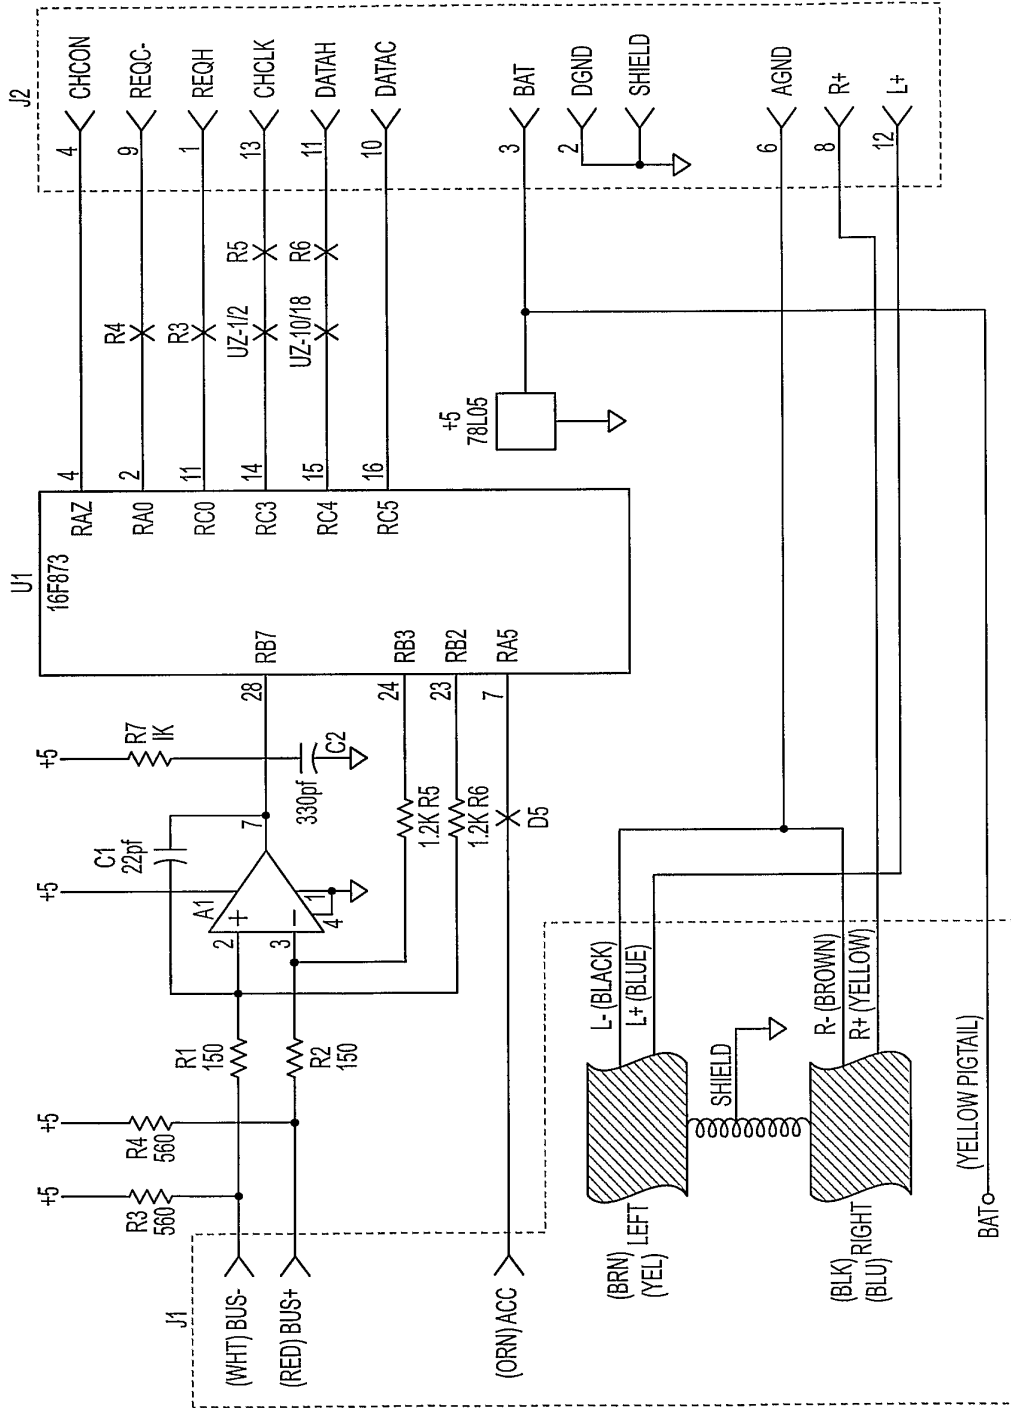 J2
4 CHCON
9 REQC-
1 REQH
13 CHCLK
11 DATAH
10 DATAC
3 BAT
2 DGND
SHIELD
6 AGND
8 R+
12 L+
R4
R3
R5
UZ-1/2
R6
UZ-10/18
+5
78L05
U1
16F873
RAZ 4
RA0 2
RC0 11
RC3 14
RC4 15
RC5 16
RB7
28
RB3
24
RB2
23
RA5
7
+5
R7
IK
330pf
C2
C1
22pf
7
+5
A1
+
−
2
3
1
4
1.2K R5
1.2K R6
D5
R1
150
R2
150
+5
R4
560
+5
R3
560
J1
(WHT) BUS-
(RED) BUS+
(ORN) ACC
L- (BLACK)
L+ (BLUE)
SHIELD
R- (BROWN)
R+ (YELLOW)
(BRN)
(YEL)
LEFT
(BLK)
(BLU)
RIGHT
(YELLOW PIGTAIL)
BAT